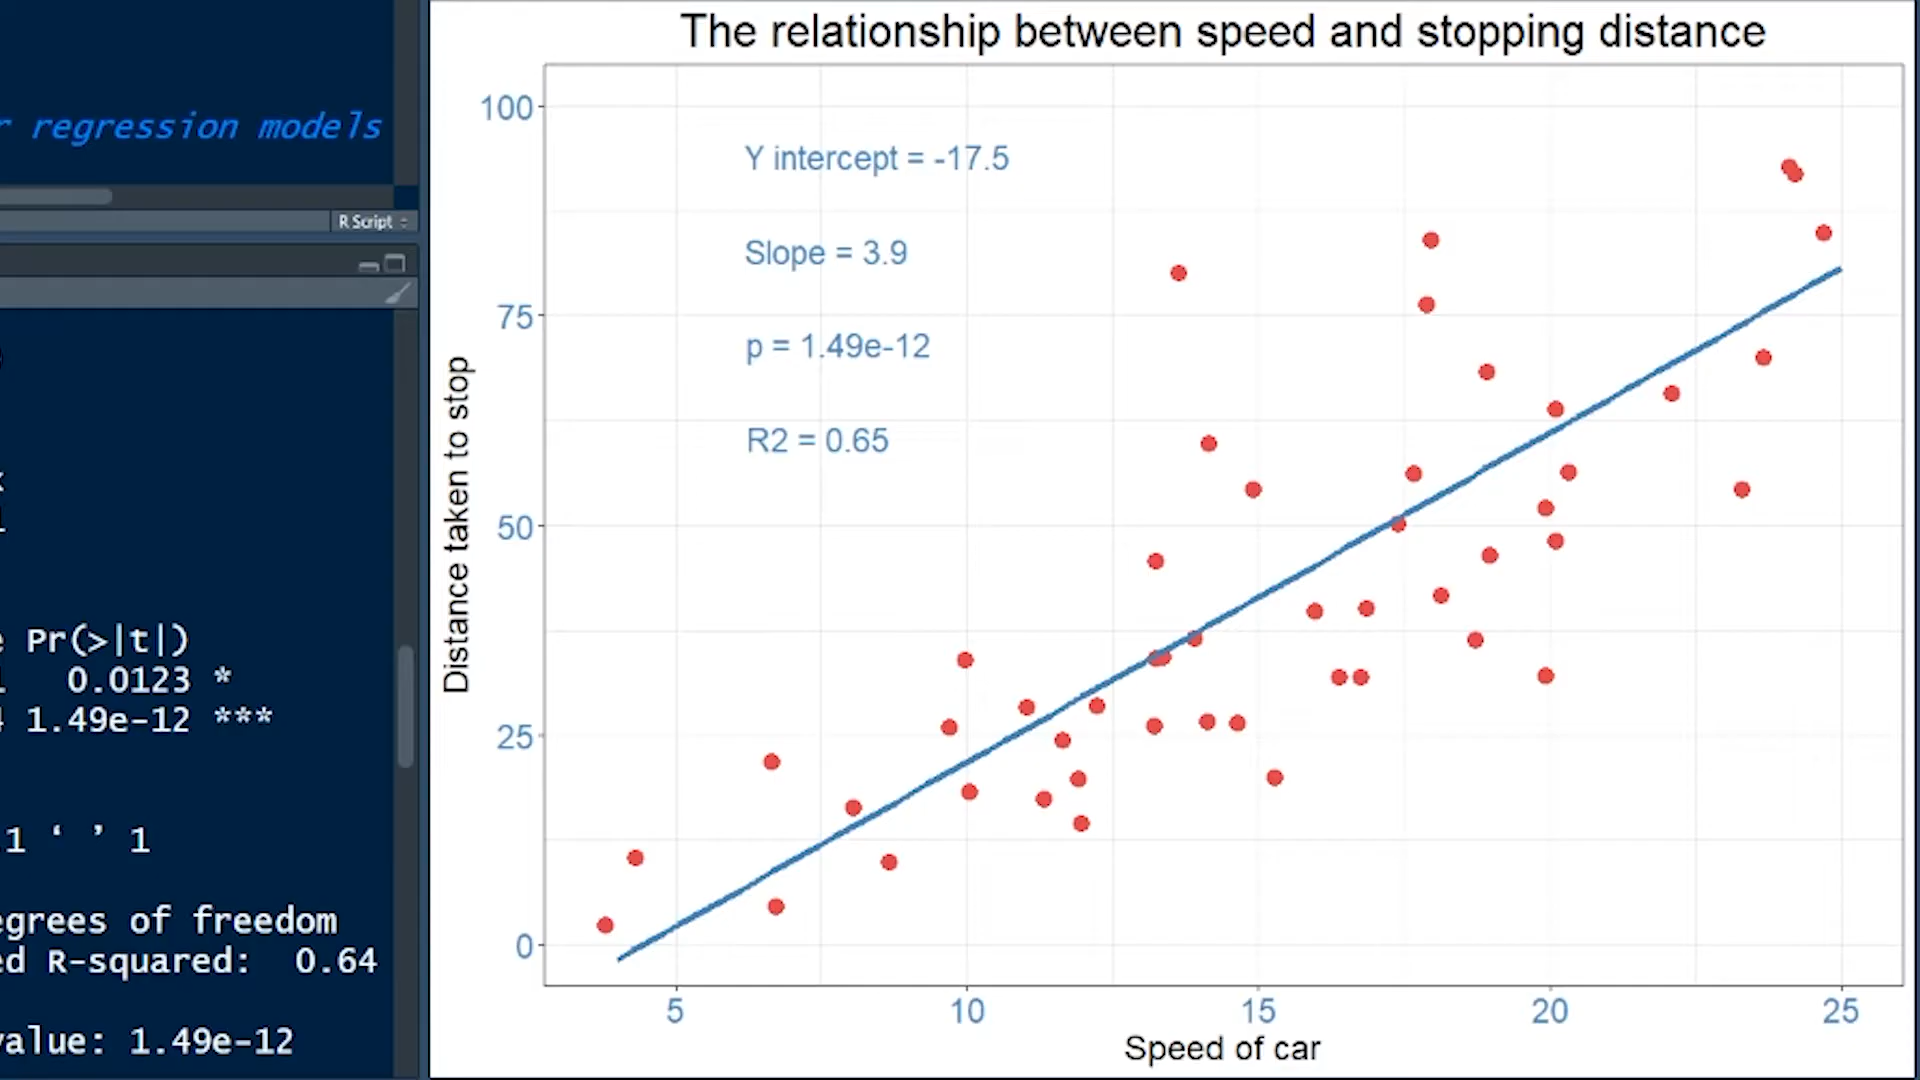 regression models
R Script
Pr(>|t|)
0.0123 *
1.49e-12 ***
1 ‘ ’ 1
egrees of freedom
ed R-squared: 0.64
value: 1.49e-12
The relationship between speed and stopping distance
Y intercept = -17.5
Slope = 3.9
p = 1.49e-12
R2 = 0.65
Distance taken to stop
100
75
50
25
0
5 10 15 20 25
Speed of car